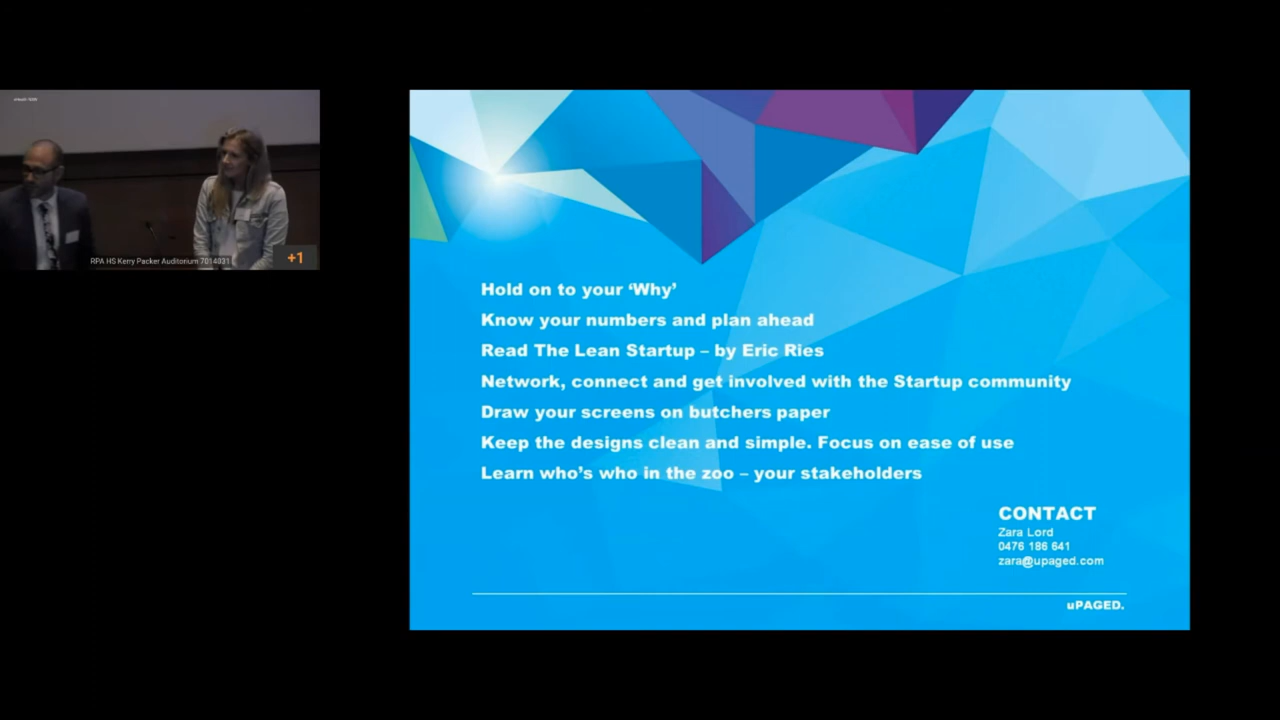 RPA HS Kerry Packer Auditorium 7014031
+1
Hold on to your ‘Why’
Know your numbers and plan ahead
Read The Lean Startup – by Eric Ries
Network, connect and get involved with the Startup community
Draw your screens on butchers paper
Keep the designs clean and simple. Focus on ease of use
Learn who’s who in the zoo – your stakeholders
CONTACT
Zara Lord
0476 186 641
zara@upaged.com
uPAGED.